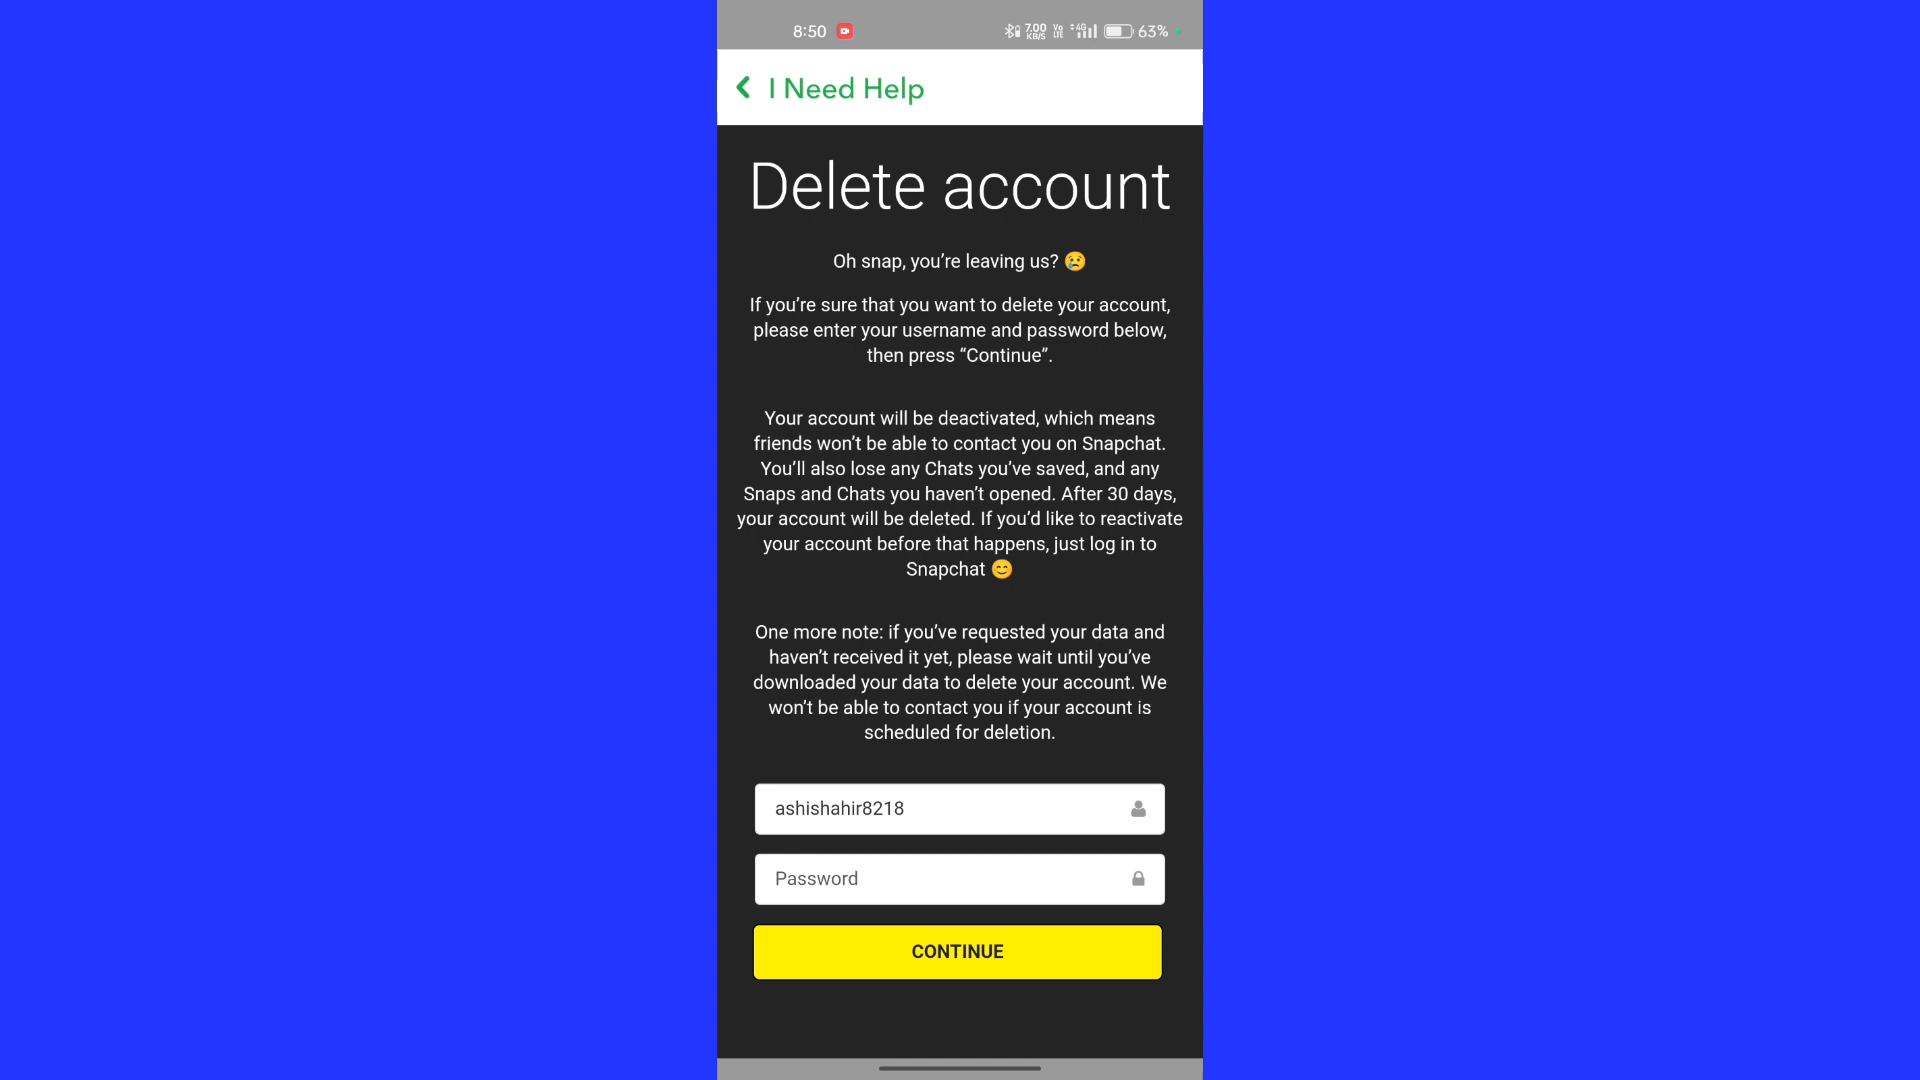 8:50
7.00 KB/S Vo LTE 4G 63%
I Need Help
Delete account
Oh snap, you’re leaving us? 😢
If you’re sure that you want to delete your account,
please enter your username and password below,
then press “Continue”.
Your account will be deactivated, which means
friends won’t be able to contact you on Snapchat.
You’ll also lose any Chats you’ve saved, and any
Snaps and Chats you haven’t opened. After 30 days,
your account will be deleted. If you’d like to reactivate
your account before that happens, just log in to
Snapchat 😊
One more note: if you’ve requested your data and
haven’t received it yet, please wait until you’ve
downloaded your data to delete your account. We
won’t be able to contact you if your account is
scheduled for deletion.
ashishahir8218
Password
CONTINUE